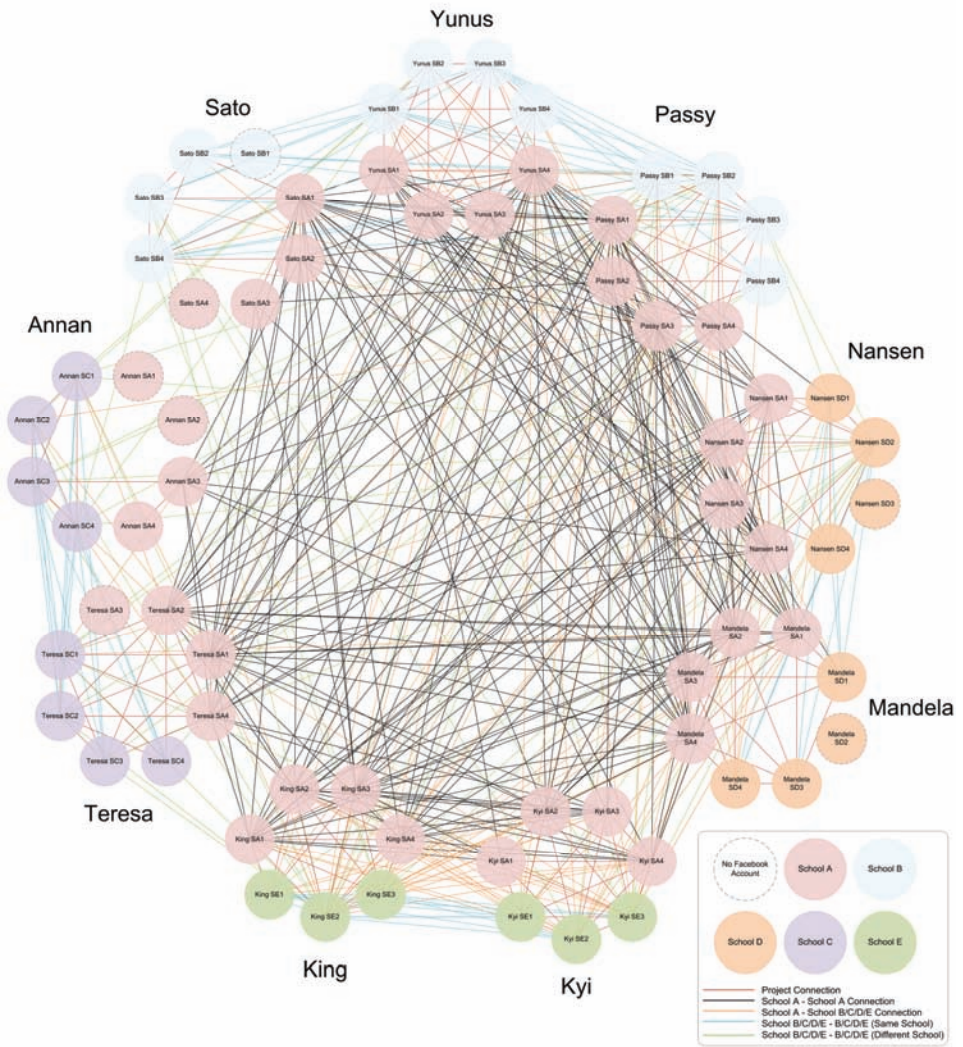 Yunus
Yunus SB2
Yunus SB3
Yunus SB1
Yunus SB4
Sato
Passy
Sato SB2
Sato SB1
Yunus SA1
Yunus SA4
Passy SB1
Passy SB2
Sato SB3
Sato SA1
Yunus SA2
Yunus SA3
Passy SA1
Passy SB3
Sato SB4
Sato SA2
Passy SA2
Passy SB4
Sato SA4
Sato SA3
Passy SA3
Passy SA4
Annan
Nansen
Annan SC1
Annan SA1
Nansen SA1
Nansen SD1
Annan SC2
Annan SA2
Nansen SA2
Nansen SD2
Annan SC3
Annan SA3
Nansen SA3
Nansen SD3
Annan SC4
Annan SA4
Nansen SA4
Nansen SD4
Teresa SA3
Teresa SA2
Mandela
SA2
Mandela
SA1
Teresa SC1
Teresa SA1
Mandela
SA3
Mandela
SD1
Mandela
Teresa SC2
Teresa SA4
Mandela
SA4
Mandela
SD2
Teresa SC3
Teresa SC4
Mandela
SD4
Mandela
SD3
Teresa
King SA2
King SA3
Kyi SA2
Kyi SA3
King SA1
King SA4
Kyi SA1
Kyi SA4
King SE1
King SE3
King SE2
Kyi SE1
Kyi SE3
Kyi SE2
King
Kyi
No Facebook
Account
School A
School B
School D
School C
School E
Project Connection
School A - School A Connection
School A - School B/C/D/E Connection
School B/C/D/E - B/C/D/E (Same School)
School B/C/D/E - B/C/D/E (Different School)